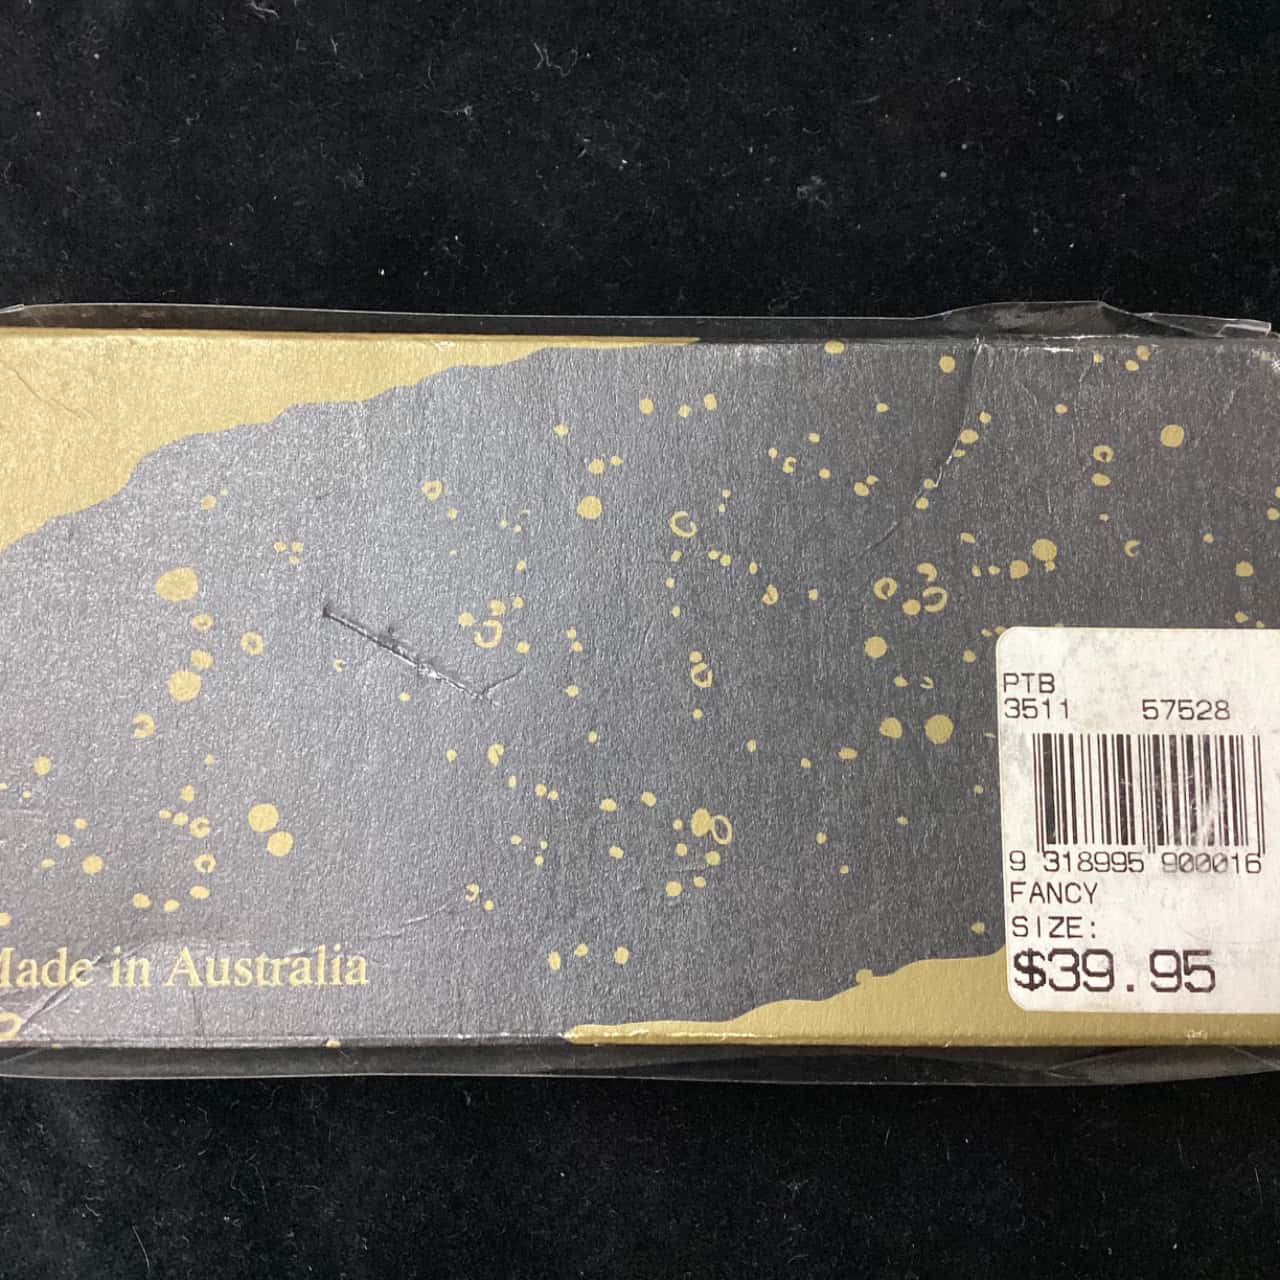 PTB
3511 57528
9 318995 900016
FANCY
SIZE:
$39.95
Made in Australia